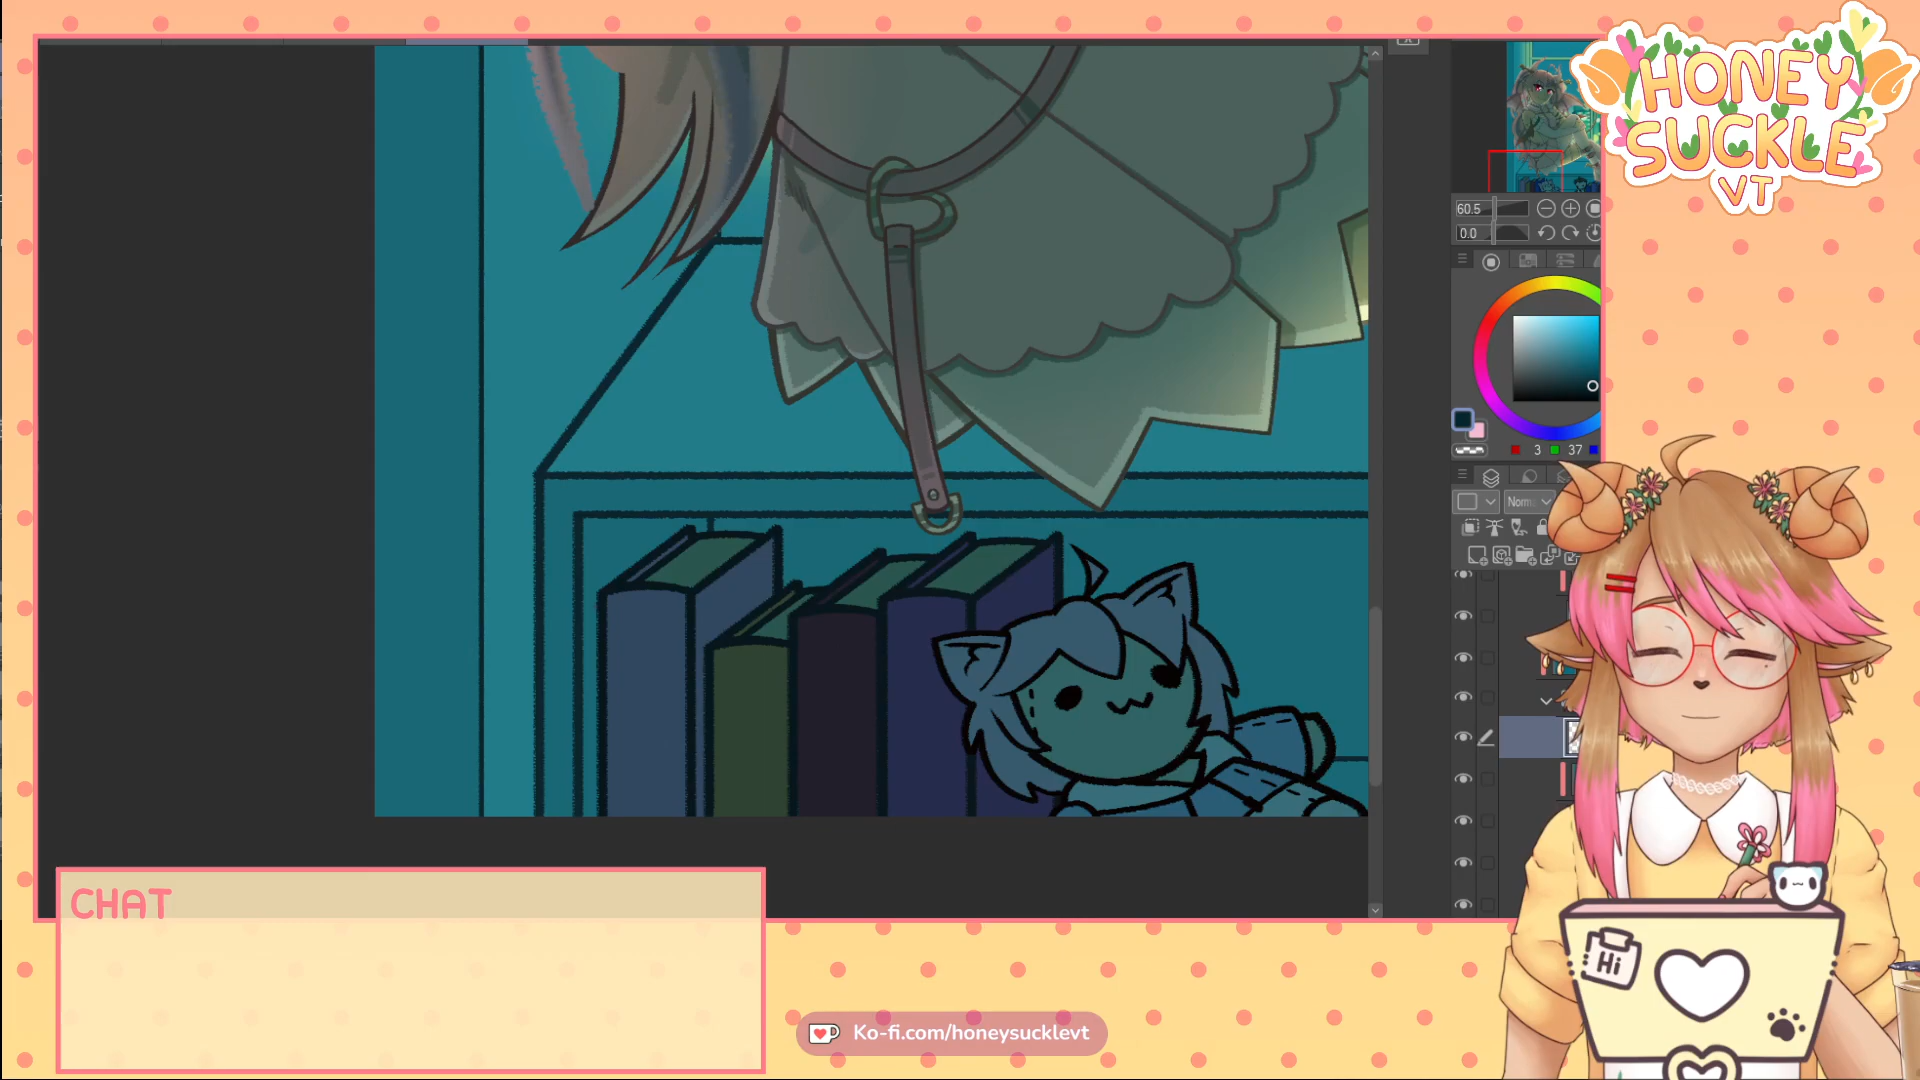 HONEY
SUCKLE
VT
60.5
0.0
3 37
Norm
CHAT
Hi
Ko-fi.com/honeysucklevt